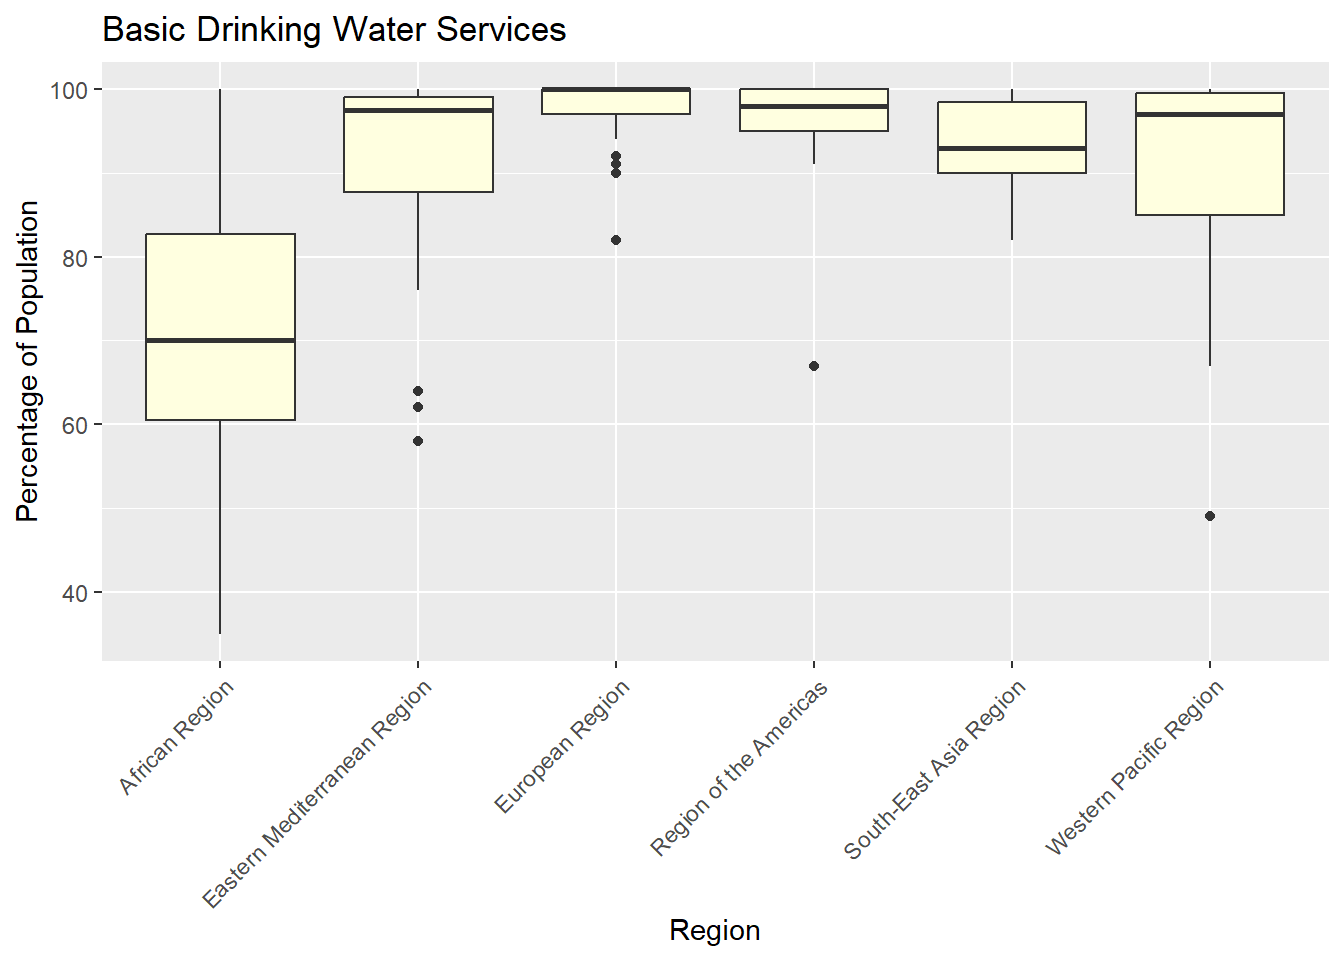 Basic Drinking Water Services
Percentage of Population
100
80
60
40
African Region
Eastern Mediterranean Region
European Region
Region of the Americas
South-East Asia Region
Western Pacific Region
Region